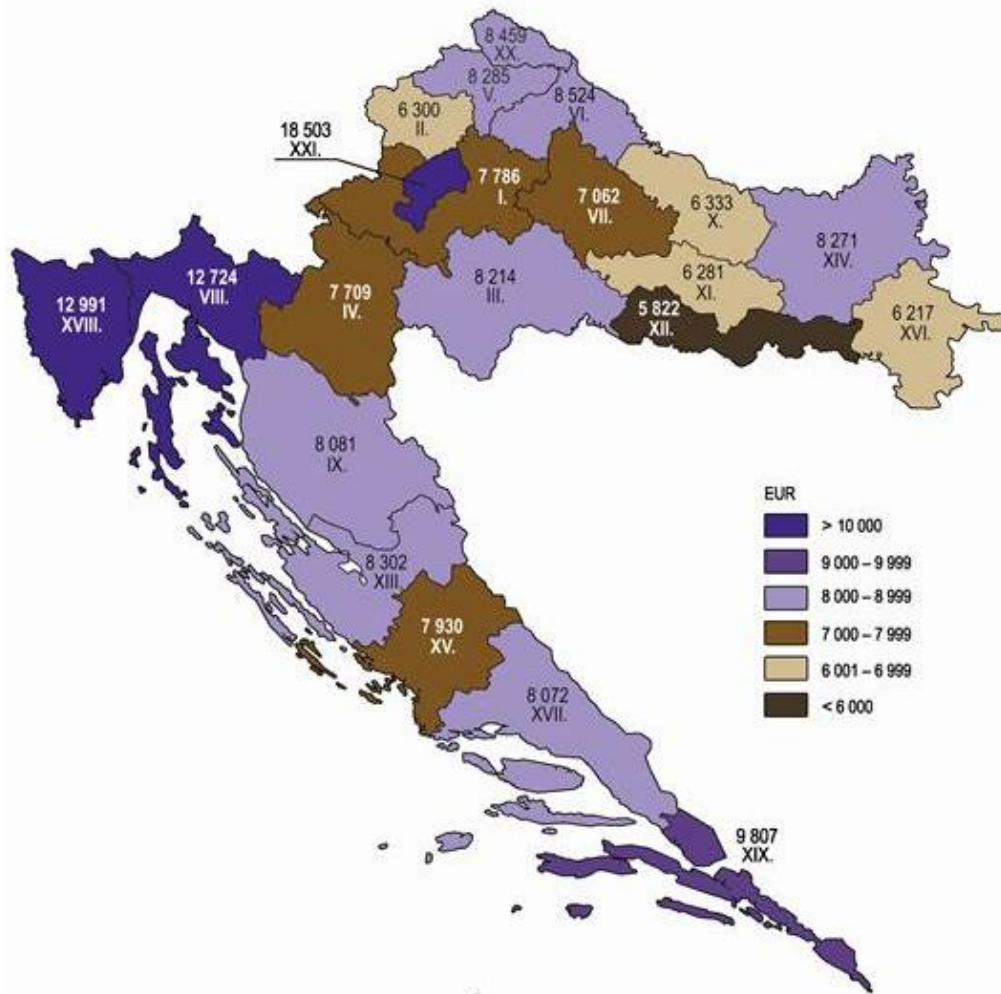 8 459
XX.
8 285
V.
8 524
VI.
6 300
II.
18 503
XXI.
7 786
I.
7 062
VII.
6 333
X.
8 271
XIV.
12 991
XVIII.
12 724
VIII.
7 709
IV.
8 214
III.
6 281
XI.
5 822
XII.
6 217
XVI.
8 081
IX.
8 302
XIII.
7 930
XV.
8 072
XVII.
9 807
XIX.
EUR
> 10 000
9 000 – 9 999
8 000 – 8 999
7 000 – 7 999
6 001 – 6 999
< 6 000